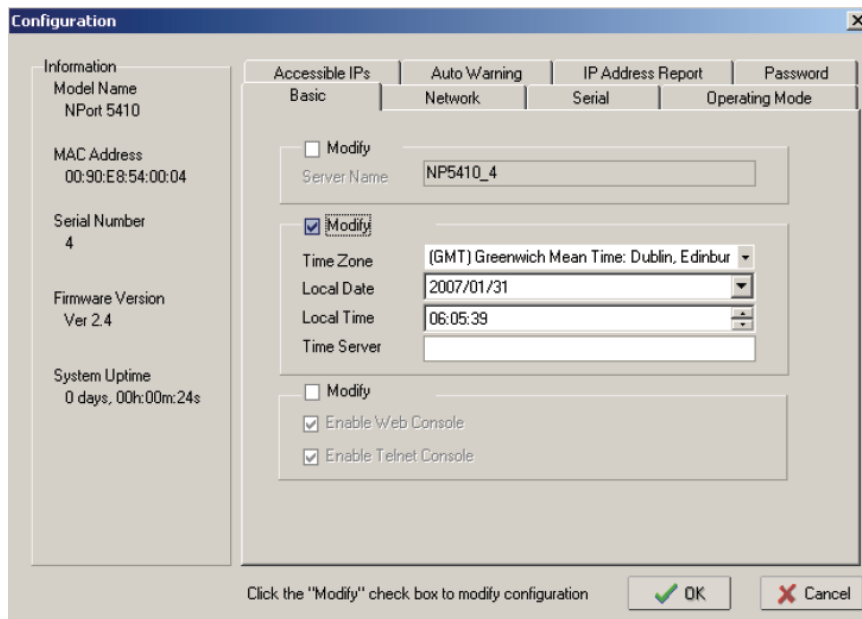 Configuration
Information
Model Name
NPort 5410
MAC Address
00:90:E8:54:00:04
Serial Number
4
Firmware Version
Ver 2.4
System Uptime
0 days, 00h:00m:24s
Accessible IPs
Auto Warning
IP Address Report
Password
Basic
Network
Serial
Operating Mode
Modify
Server Name
NP5410_4
Modify
Time Zone
(GMT) Greenwich Mean Time: Dublin, Edinbur
Local Date
2007/01/31
Local Time
06:05:39
Time Server
Modify
Enable Web Console
Enable Telnet Console
Click the "Modify" check box to modify configuration
OK
Cancel